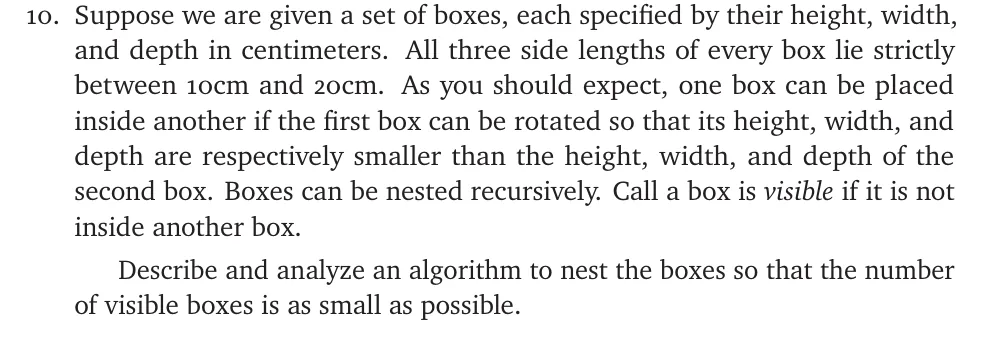 10. Suppose we are given a set of boxes, each specified by their height, width,
and depth in centimeters. All three side lengths of every box lie strictly
between 10cm and 20cm. As you should expect, one box can be placed
inside another if the first box can be rotated so that its height, width, and
depth are respectively smaller than the height, width, and depth of the
second box. Boxes can be nested recursively. Call a box is visible if it is not
inside another box.
Describe and analyze an algorithm to nest the boxes so that the number
of visible boxes is as small as possible.